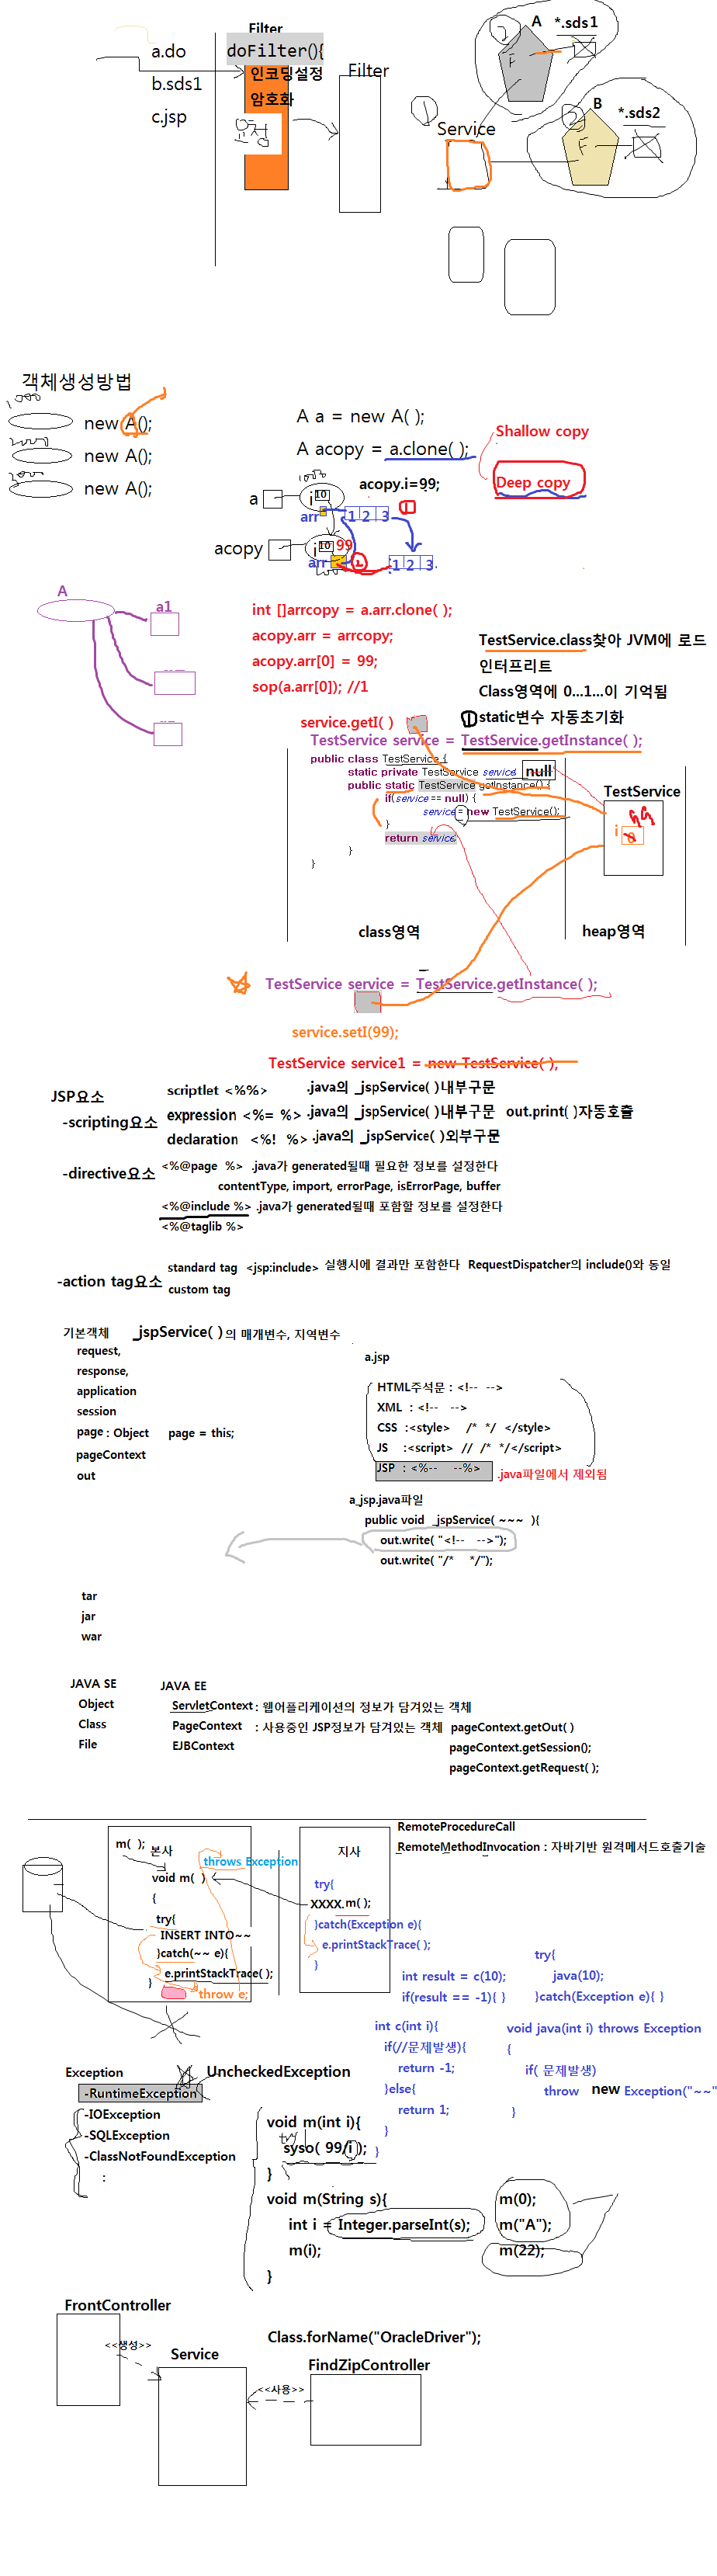 Filter
a.do
doFilter(){
b.sds1
인코딩설정
c.jsp
암호화
요청
Filter
A
*.sds1
F
①
Service
B
*.sds2
F
객체생성방법
1000
new A();
new A();
new A();
A a = new A( );
A acopy = a.clone( );
acopy.i=99;
Shallow copy
Deep copy
1000
a
i 10
arr
1 2 3
acopy
i 10 99
arr
1 2 3
A
a1
int []arrcopy = a.arr.clone( );
acopy.arr = arrcopy;
acopy.arr[0] = 99;
sop(a.arr[0]); //1
TestService.class찾아 JVM에 로드
인터프리트
Class영역에 0...1...이 기억됨
①static변수 자동초기화
service.getI( )
TestService service = TestService.getInstance( );
public class TestService {
static private TestService service
null
public static TestService getInstance() {
if(service == null) {
service = new TestService();
}
return service
}
}
TestService
i
99
class영역
heap영역
TestService service = TestService.getInstance( );
service.setI(99);
TestService service1 = new TestService( );
JSP요소
-scripting요소
scriptlet <%%> .java의 _jspService( )내부구문
expression <%= %> .java의 _jspService( )내부구문 out.print( )자동호출
declaration <%! %> .java의 _jspService( )외부구문
-directive요소
<%@page %> .java가 generated될때 필요한 정보를 설정한다
contentType, import, errorPage, isErrorPage, buffer
<%@include %> .java가 generated될때 포함할 정보를 설정한다
<%@taglib %>
-action tag요소
standard tag <jsp:include> 실행시에 결과만 포함한다 RequestDispatcher의 include()와 동일
custom tag
기본객체 _jspService( )의 매개변수, 지역변수
request,
response,
application
session
page : Object page = this;
pageContext
out
a.jsp
HTML주석문 : <!-- -->
XML : <!-- -->
CSS :<style> /* */ </style>
JS :<script> // /* */</script>
JSP : <%-- --%> .java파일에서 제외됨
a_jsp.java파일
public void _jspService( ~~~ ){
out.write( "<!-- -->");
out.write( "/* */");
tar
jar
war
JAVA SE
Object
Class
File
JAVA EE
ServletContext : 웹어플리케이션의 정보가 담겨있는 객체
PageContext : 사용중인 JSP정보가 담겨있는 객체 pageContext.getOut( )
EJBContext
pageContext.getSession();
pageContext.getRequest( );
RemoteProcedureCall
RemoteMethodInvocation : 자바기반 원격메서드호출기술
m( );
본사
throws Exception
void m( )
{
try{
INSERT INTO~~
}catch(~~ e){
e.printStackTrace( );
}
throw e;
지사
try{
XXXX.m( );
}catch(Exception e){
e.printStackTrace( );
}
int result = c(10);
if(result == -1){ }
try{
java(10);
}catch(Exception e){ }
int c(int i){
if(//문제발생){
return -1;
}else{
return 1;
}
}
void java(int i) throws Exception
{
if( 문제발생)
throw new Exception("~~"
}
Exception
-RuntimeException
UncheckedException
-IOException
-SQLException
-ClassNotFoundException
:
void m(int i){
try
syso( 99/i );
}
void m(String s){
int i = Integer.parseInt(s);
m(i);
}
m(0);
m("A");
m(22);
FrontController
<<생성>>
Service
Class.forName("OracleDriver");
FindZipController
<<사용>>